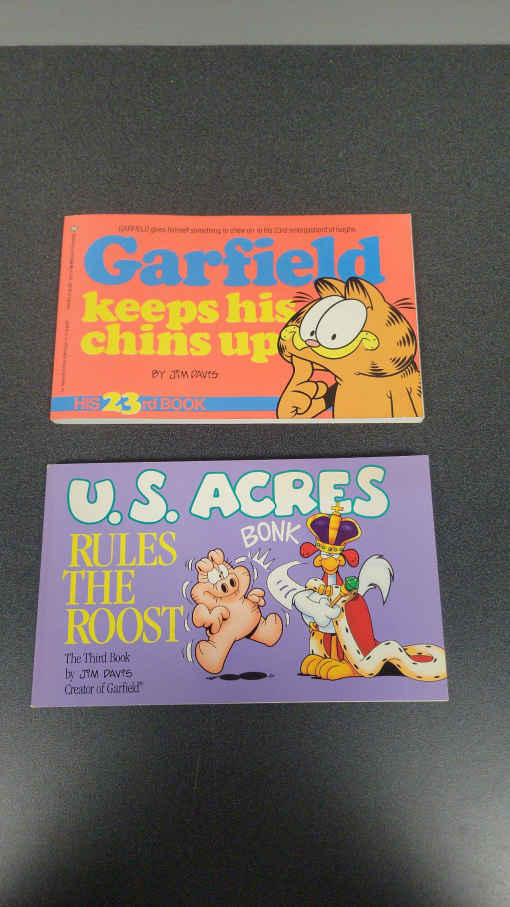 GARFIELD gives himself something to chew on in his 23rd enlargement of laughs.
Garfield
keeps his
chins up
BY JIM DAVIS
HIS 23rd BOOK
U.S. ACRES
BONK
RULES
THE
ROOST
The Third Book
by JIM DAVIS
Creator of Garfield®